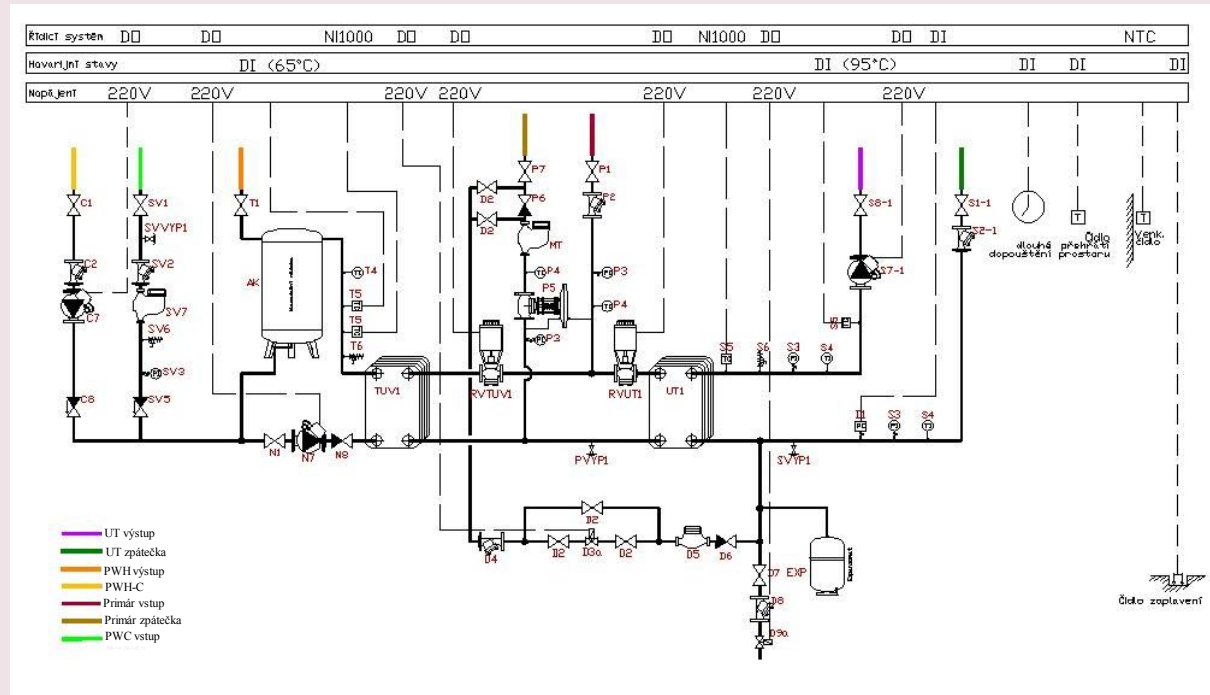 Řídicí systém DO DO NI1000 DO DO DO NI1000 DO DO DI NTC
Havarijní stavy DI (65°C) DI (95°C) DI DI DI
Napájení 220V 220V 220V 220V 220V 220V 220V
C1 SV1 T1 P7 P1 S8-1 S1-1
D2 P6 P2
SVVYP1 S2-1
D2 MT
dlouhé dopouštění
Čidlo přehřátí prostaru
Venk. čidlo
T
T
C2 SV2 AK T4 P4 P3 S7-1
C7 SV7 T5 P5 P4
SV6 T5 P3 S5
SV3 T6 S5 S6 S3 S4
TUV1 RVTUV1 RVUT1 UT1
C8 SV5 I1 S3 S4
N1 N7 N8 PVYP1 SVYP1
D2
D4 D2 D3a D2 D5 D6
D7 EXP
D8
D9a
Čidlo zaplavení
UT výstup
UT zpátečka
PWH výstup
PWH-C
Primár vstup
Primár zpátečka
PWC vstup